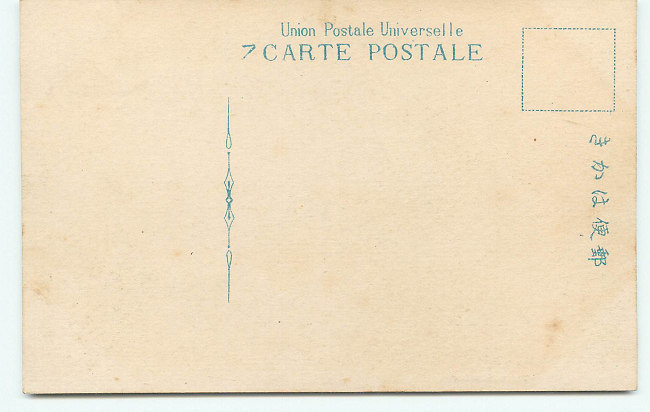 Union Postale Universelle
CARTE POSTALE
郵便はかき